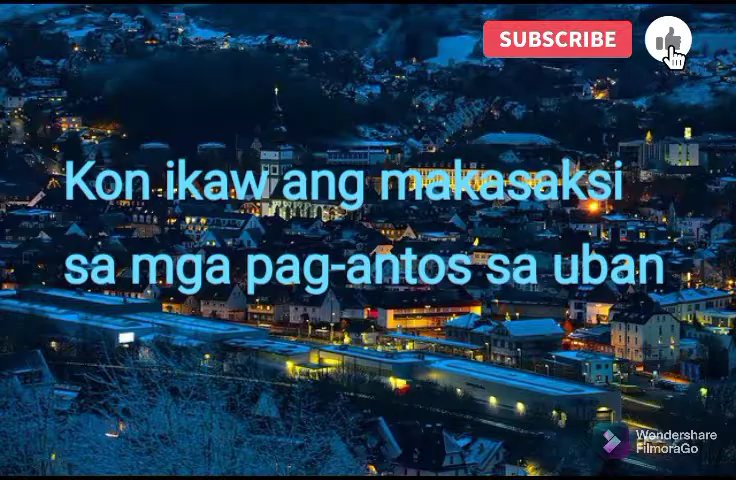 SUBSCRIBE
Kon ikaw ang makasaksi
sa mga pag-antos sa uban
Wondershare
FilmoraGo